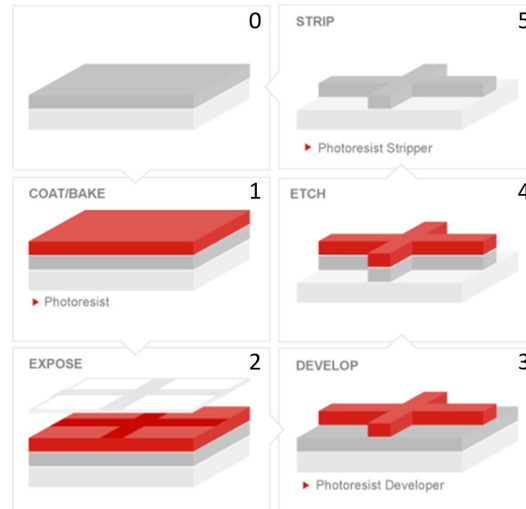 0
COAT/BAKE 1
Photoresist
EXPOSE 2
DEVELOP 3
Photoresist Developer
ETCH 4
STRIP 5
Photoresist Stripper